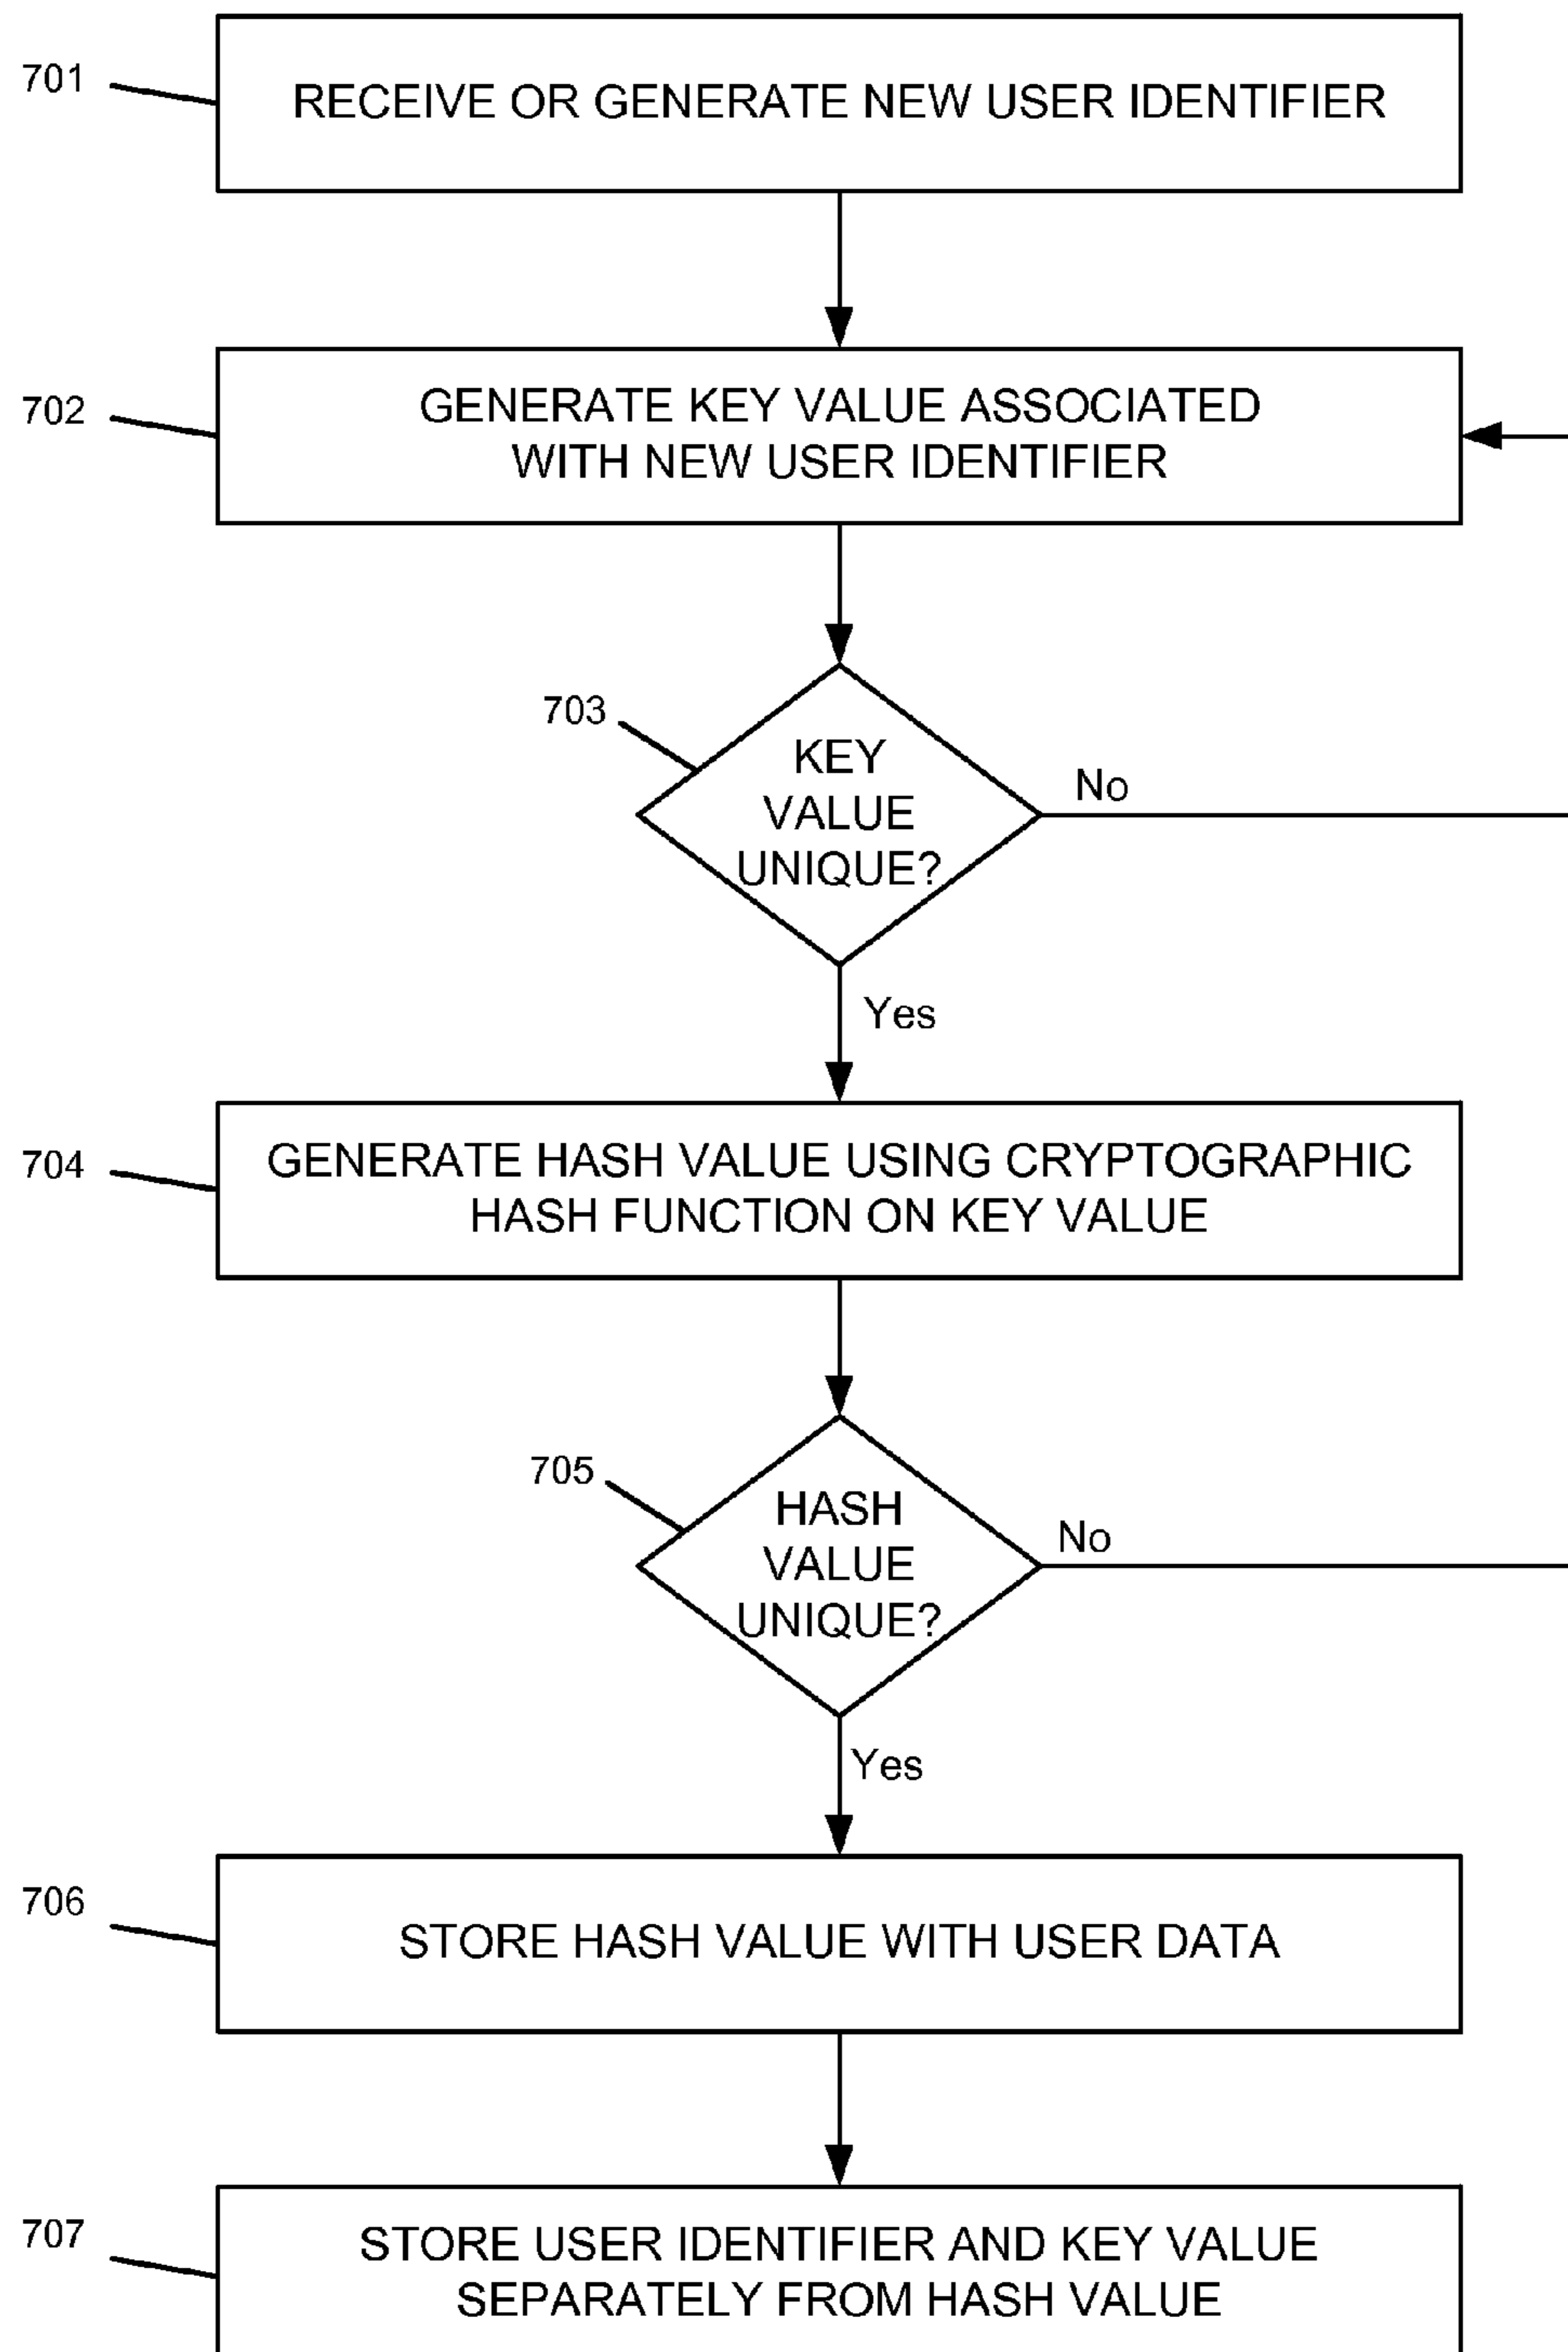 701
RECEIVE OR GENERATE NEW USER IDENTIFIER
702
GENERATE KEY VALUE ASSOCIATED
WITH NEW USER IDENTIFIER
703
KEY
VALUE
UNIQUE?
No
Yes
704
GENERATE HASH VALUE USING CRYPTOGRAPHIC
HASH FUNCTION ON KEY VALUE
705
HASH
VALUE
UNIQUE?
No
Yes
706
STORE HASH VALUE WITH USER DATA
707
STORE USER IDENTIFIER AND KEY VALUE
SEPARATELY FROM HASH VALUE